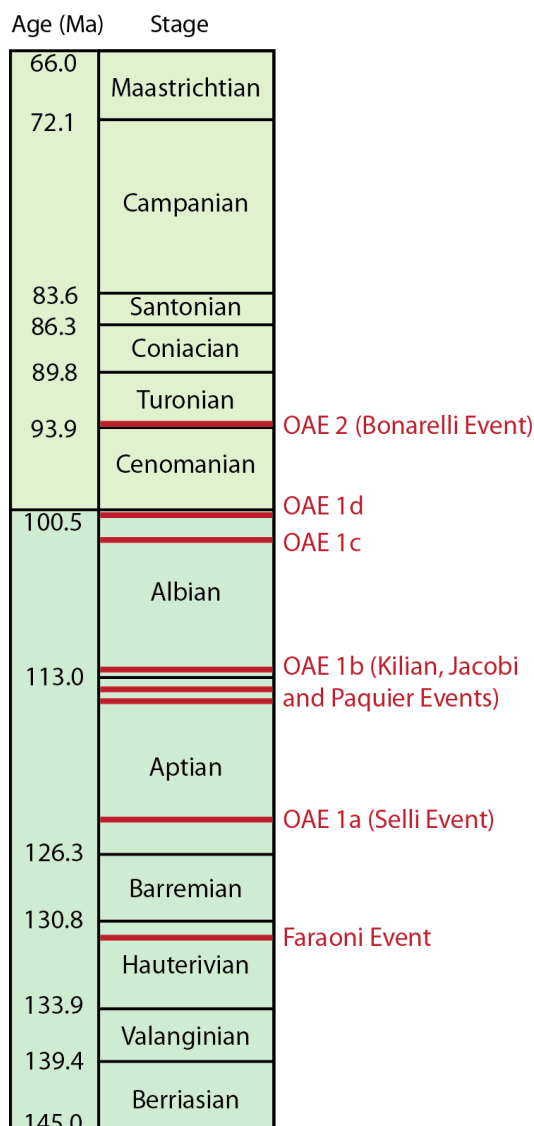 Age (Ma) Stage
66.0
Maastrichtian
72.1
Campanian
83.6
Santonian
86.3
Coniacian
89.8
Turonian
OAE 2 (Bonarelli Event)
93.9
Cenomanian
OAE 1d
100.5
OAE 1c
Albian
OAE 1b (Kilian, Jacobi
and Paquier Events)
113.0
Aptian
OAE 1a (Selli Event)
126.3
Barremian
130.8
Faraoni Event
Hauterivian
133.9
Valanginian
139.4
Berriasian
145.0